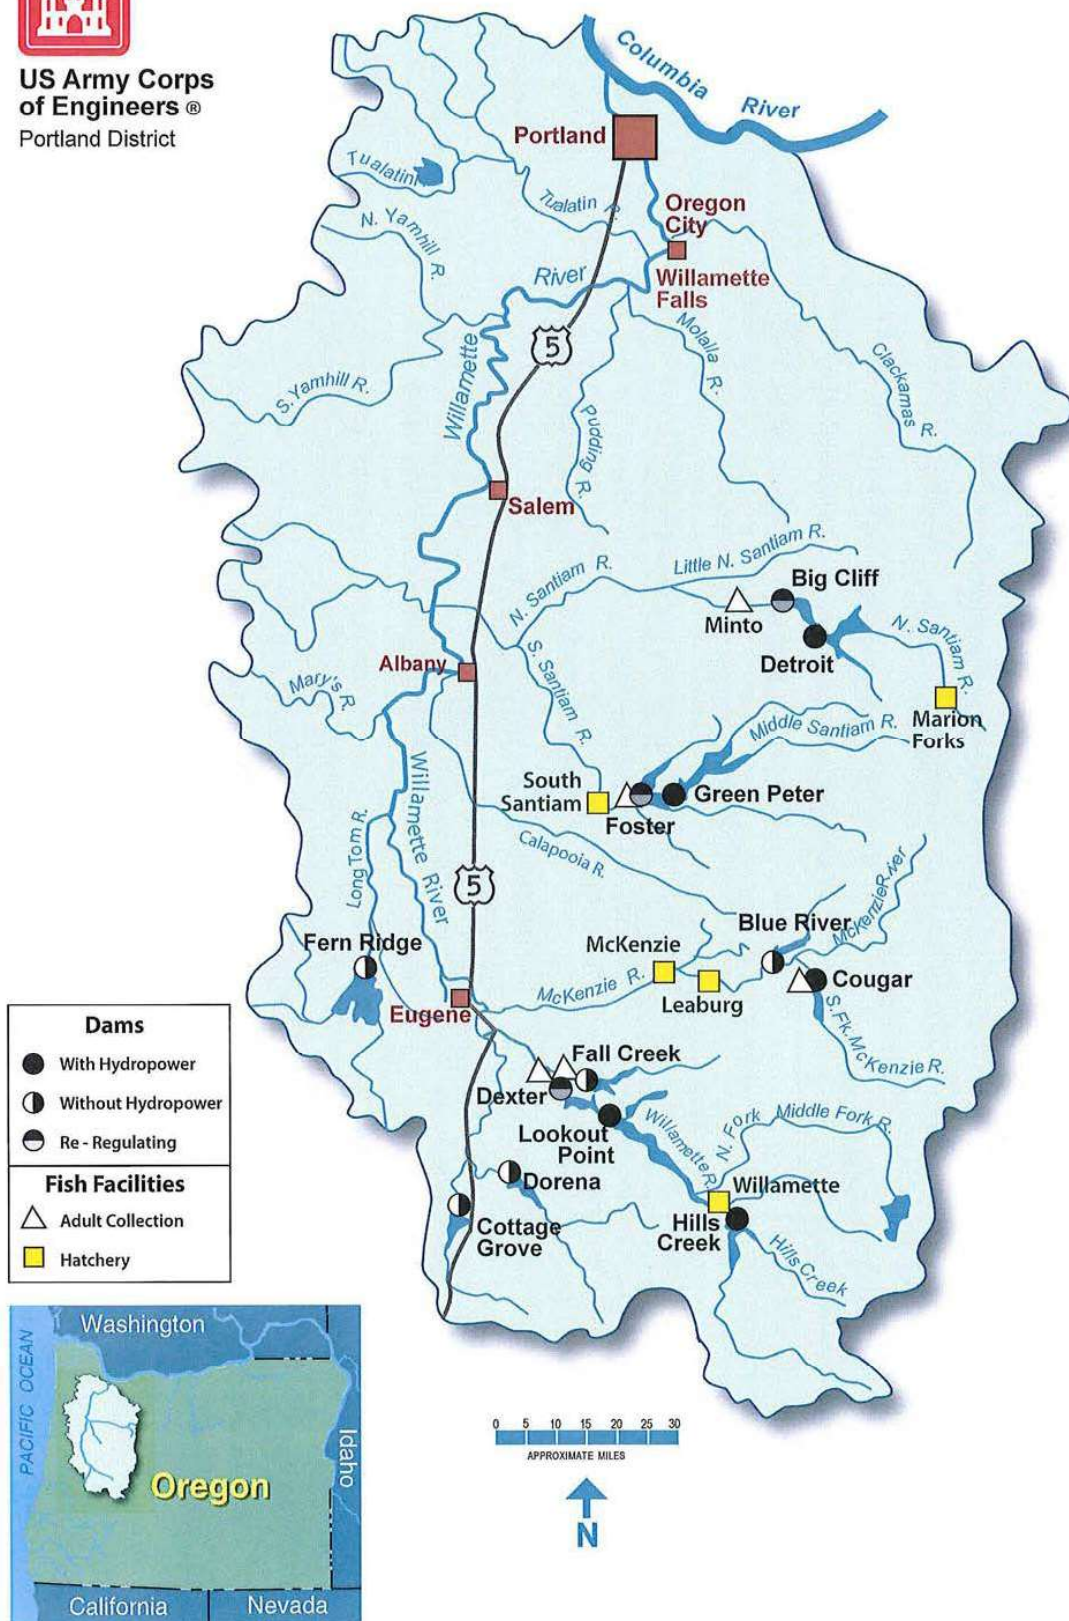 US Army Corps
of Engineers ®
Portland District
Columbia River
Portland
Tualatin
Tualatin R.
Oregon
City
N. Yamhill R.
River
Willamette
Falls
Molalla R.
5
Willamette
Clackamas R.
S. Yamhill R.
Pudding R.
Salem
Little N. Santiam R.
N. Santiam R.
Big Cliff
Minto
N. Santiam R.
Detroit
S. Santiam R.
Albany
Mary's R.
Marion
Forks
Middle Santiam R.
South
Santiam
Green Peter
Foster
Willamette River
Long Tom R.
Calapooia R.
5
McKenzie River
Blue River
Fern Ridge
McKenzie
Cougar
McKenzie R.
Leaburg
Eugene
S. Fk. McKenzie R.
Fall Creek
Dexter
Lookout
Point
Willamette R.
N. Fork Middle Fork R.
Dorena
Willamette
Cottage
Grove
Hills
Creek
Hills Creek
Dams
With Hydropower
Without Hydropower
Re - Regulating
Fish Facilities
Adult Collection
Hatchery
Washington
PACIFIC OCEAN
Idaho
Oregon
California
Nevada
0 5 10 15 20 25 30
APPROXIMATE MILES
N